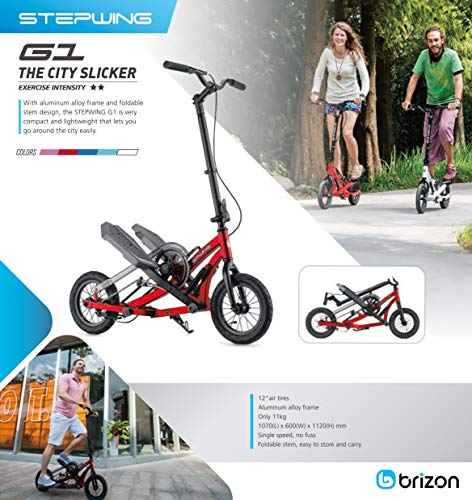 STEPWING
G1
THE CITY SLICKER
EXERCISE INTENSITY ★★
With aluminum alloy frame and foldable
stem design, the STEPWING G1 is very
compact and lightweight that lets you
go around the city easily.
COLORS
12"air tires
Aluminum alloy frame
Only 11kg
1070(L) x 600(W) x 1120(H) mm
Single speed, no fuss
Foldable stem, easy to store and carry
O.T.
brizon